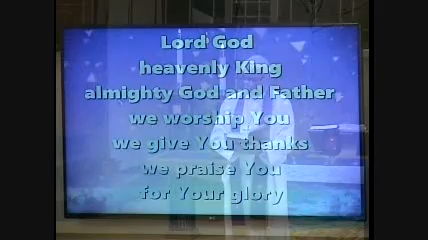 Lord God
heavenly King
almighty God and Father
we worship You
we give You thanks
we praise You
for Your glory